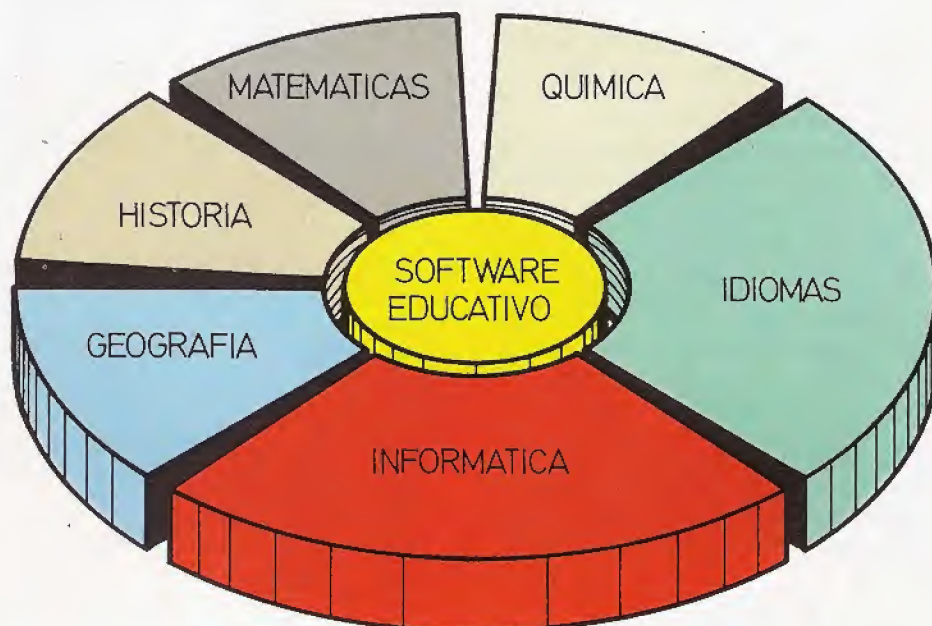 MATEMATICAS
QUIMICA
HISTORIA
IDIOMAS
SOFTWARE
EDUCATIVO
GEOGRAFIA
INFORMATICA